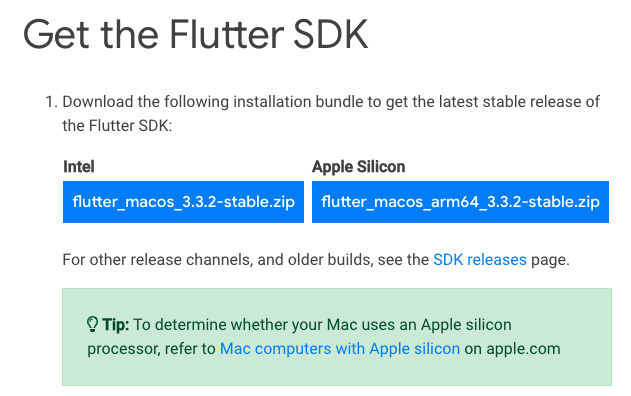 Get the Flutter SDK
1. Download the following installation bundle to get the latest stable release of
the Flutter SDK:
Intel
Apple Silicon
flutter_macos_3.3.2-stable.zip
flutter_macos_arm64_3.3.2-stable.zip
For other release channels, and older builds, see the SDK releases page.
Tip: To determine whether your Mac uses an Apple silicon
processor, refer to Mac computers with Apple silicon on apple.com